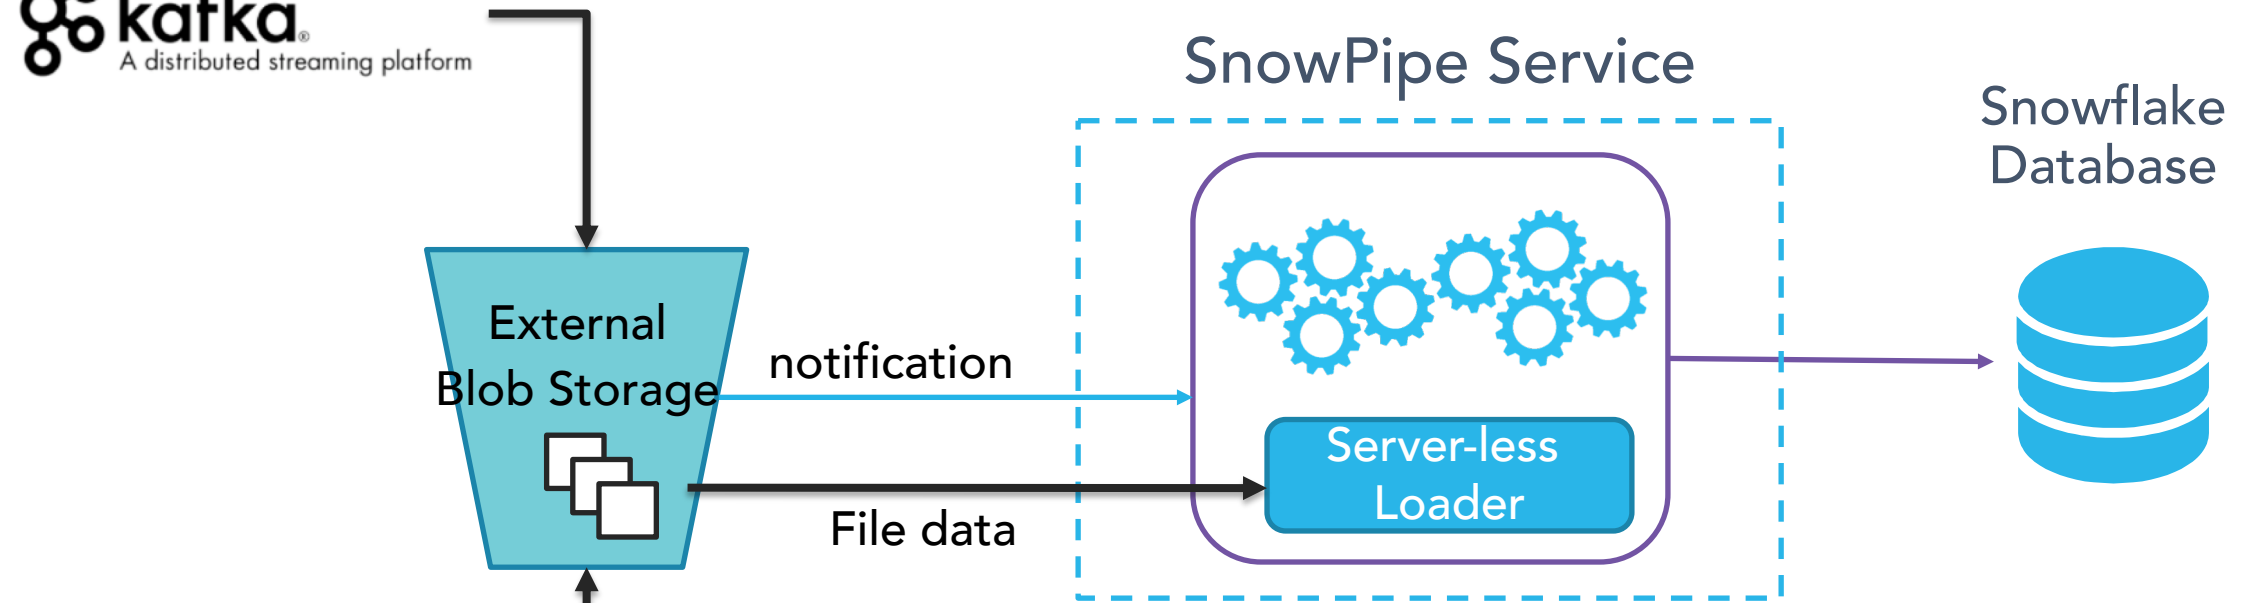 kafka®
A distributed streaming platform
SnowPipe Service
Snowflake
Database
External
Blob Storage
notification
File data
Server-less
Loader